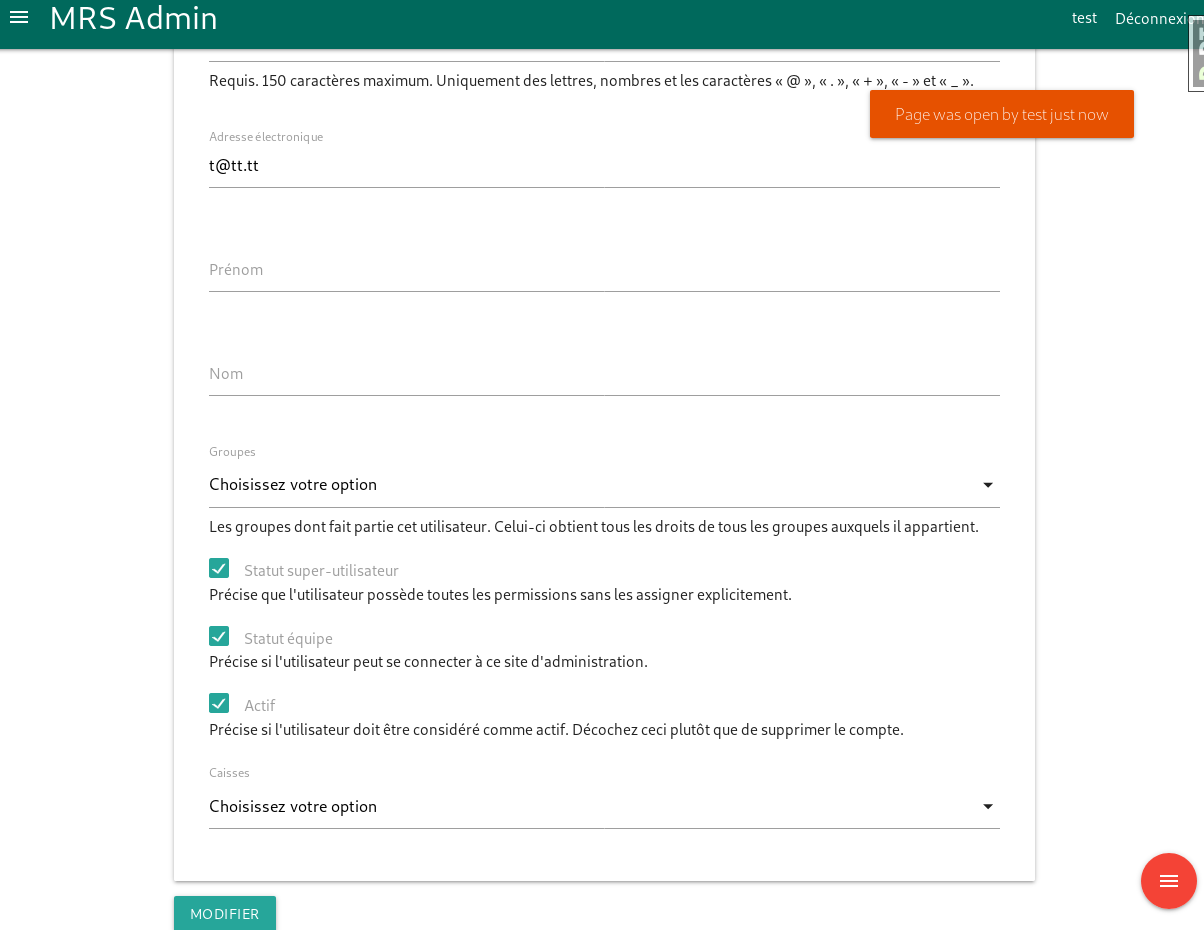 MRS Admin
test
Déconnexion
Requis. 150 caractères maximum. Uniquement des lettres, nombres et les caractères « @ », « . », « + », « - » et « _ ».
Page was open by test just now
Adresse électronique
t@tt.tt
Prénom
Nom
Groupes
Choisissez votre option
Les groupes dont fait partie cet utilisateur. Celui-ci obtient tous les droits de tous les groupes auxquels il appartient.
Statut super-utilisateur
Précise que l'utilisateur possède toutes les permissions sans les assigner explicitement.
Statut équipe
Précise si l'utilisateur peut se connecter à ce site d'administration.
Actif
Précise si l'utilisateur doit être considéré comme actif. Décochez ceci plutôt que de supprimer le compte.
Caisses
Choisissez votre option
MODIFIER